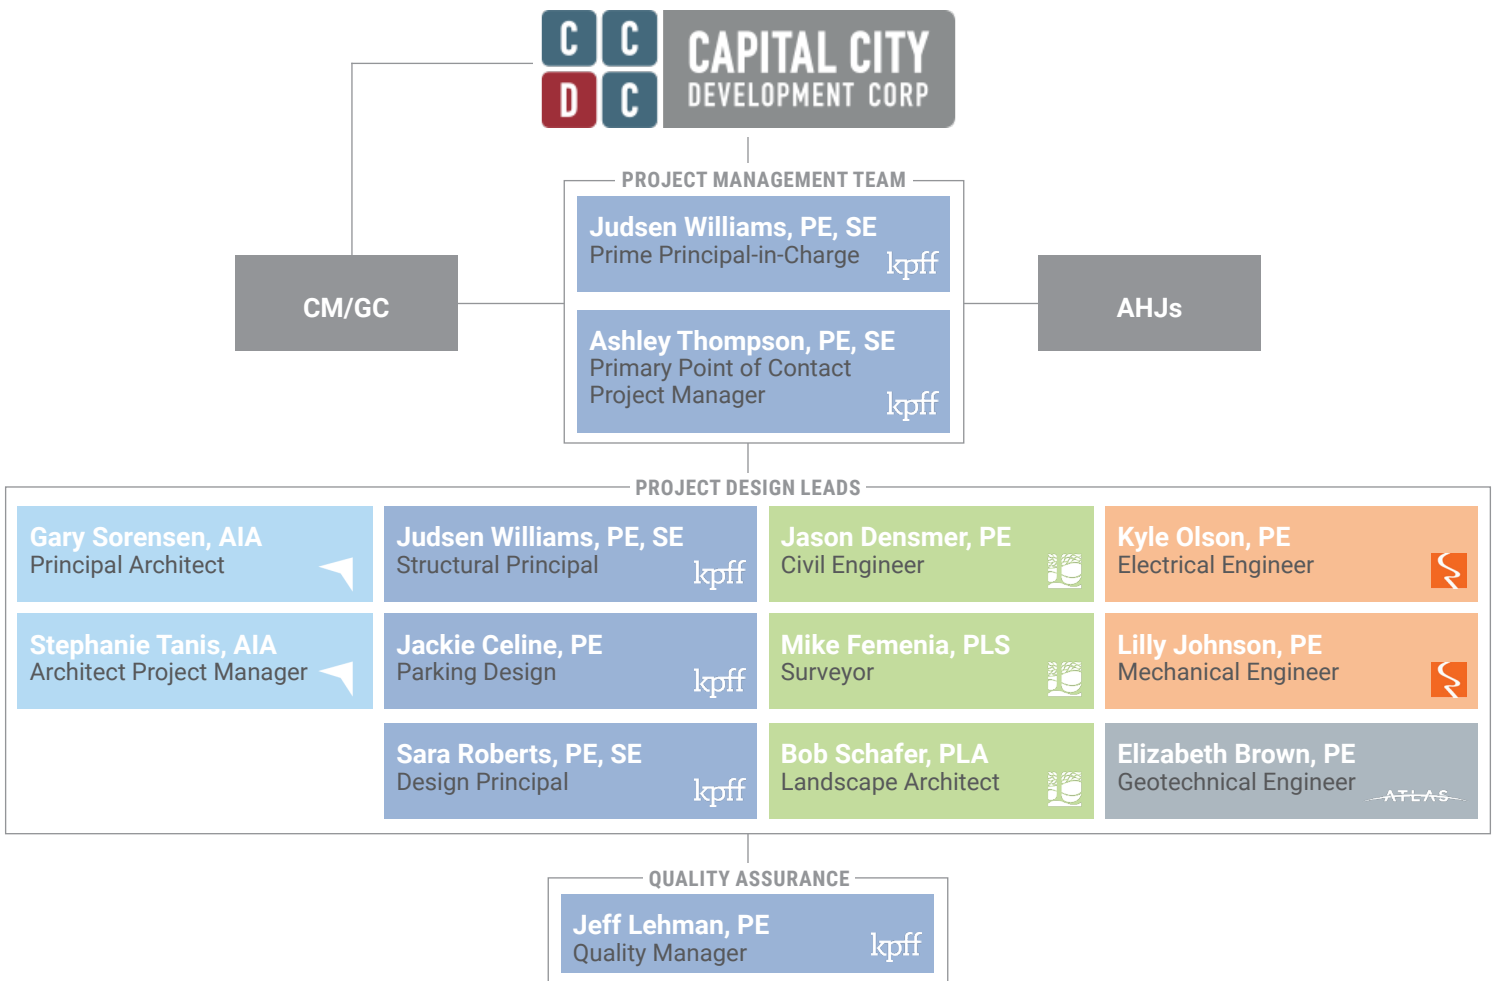 C C
D C
CAPITAL CITY
DEVELOPMENT CORP
PROJECT MANAGEMENT TEAM
Judsen Williams, PE, SE
Prime Principal-in-Charge
kpff
CM/GC
AHJs
Ashley Thompson, PE, SE
Primary Point of Contact
Project Manager
kpff
PROJECT DESIGN LEADS
Gary Sorensen, AIA
Principal Architect
Judsen Williams, PE, SE
Structural Principal
kpff
Jason Densmer, PE
Civil Engineer
Kyle Olson, PE
Electrical Engineer
Stephanie Tanis, AIA
Architect Project Manager
Jackie Celine, PE
Parking Design
kpff
Mike Femenia, PLS
Surveyor
Lilly Johnson, PE
Mechanical Engineer
Sara Roberts, PE, SE
Design Principal
kpff
Bob Schafer, PLA
Landscape Architect
Elizabeth Brown, PE
Geotechnical Engineer
ATLAS
QUALITY ASSURANCE
Jeff Lehman, PE
Quality Manager
kpff